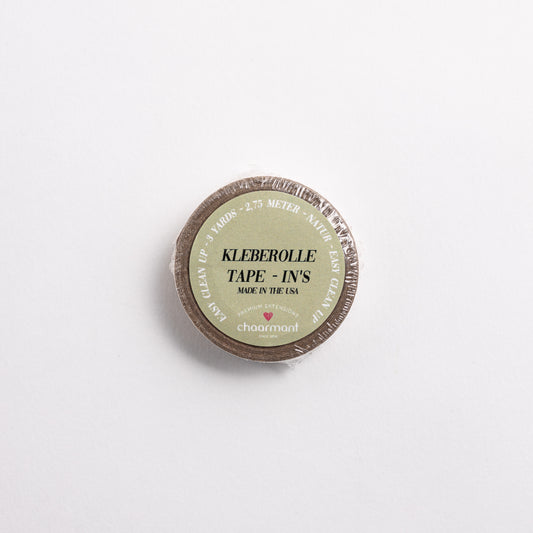 EASY CLEAN UP - 3 YARDS - 2,75 METER - NATUR - EASY CLEAN UP
KLEBEROLLE
TAPE - IN'S
MADE IN THE USA
PREMIUM EXTENSIONS
chaarmant